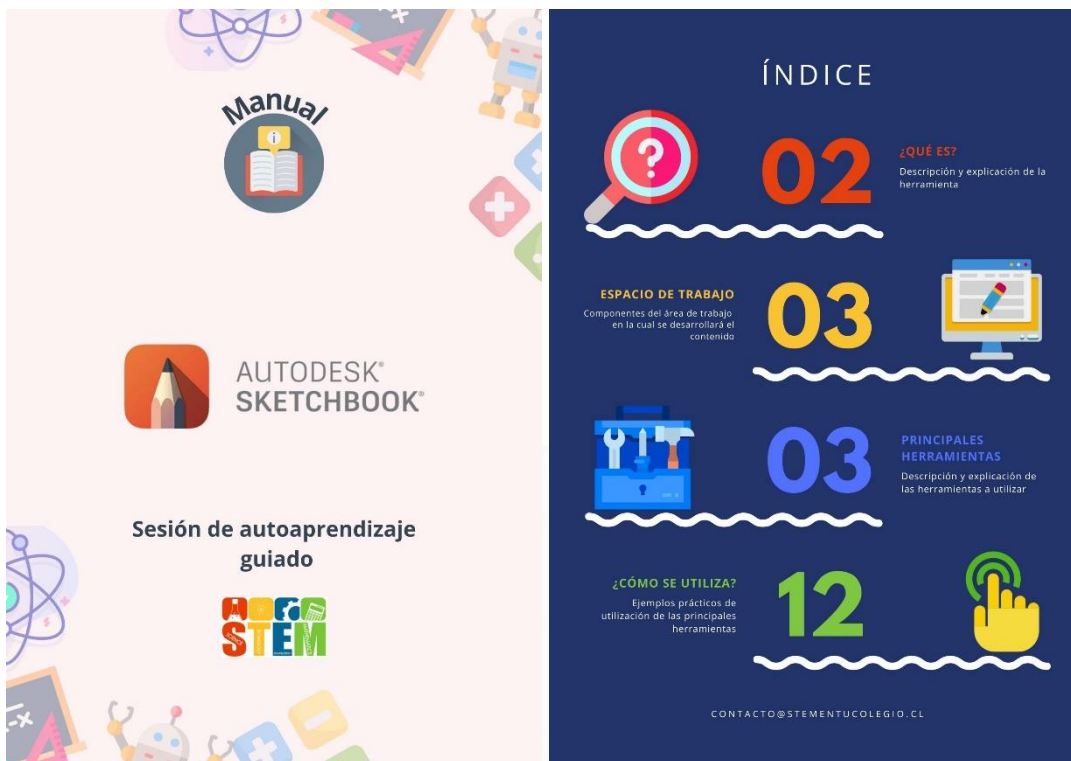 Manual
i
AUTODESK®
SKETCHBOOK®
Sesión de autoaprendizaje
guiado
STEM
ÍNDICE
?
02
¿QUÉ ES?
Descripción y explicación de la
herramienta
ESPACIO DE TRABAJO
Componentes del área de trabajo
en la cual se desarrollará el
contenido
03
03
PRINCIPALES
HERRAMIENTAS
Descripción y explicación de
las herramientas a utilizar
¿CÓMO SE UTILIZA?
Ejemplos prácticos de
utilización de las principales
herramientas
12
CONTACTO@STEMENTUCOLEGIO.CL